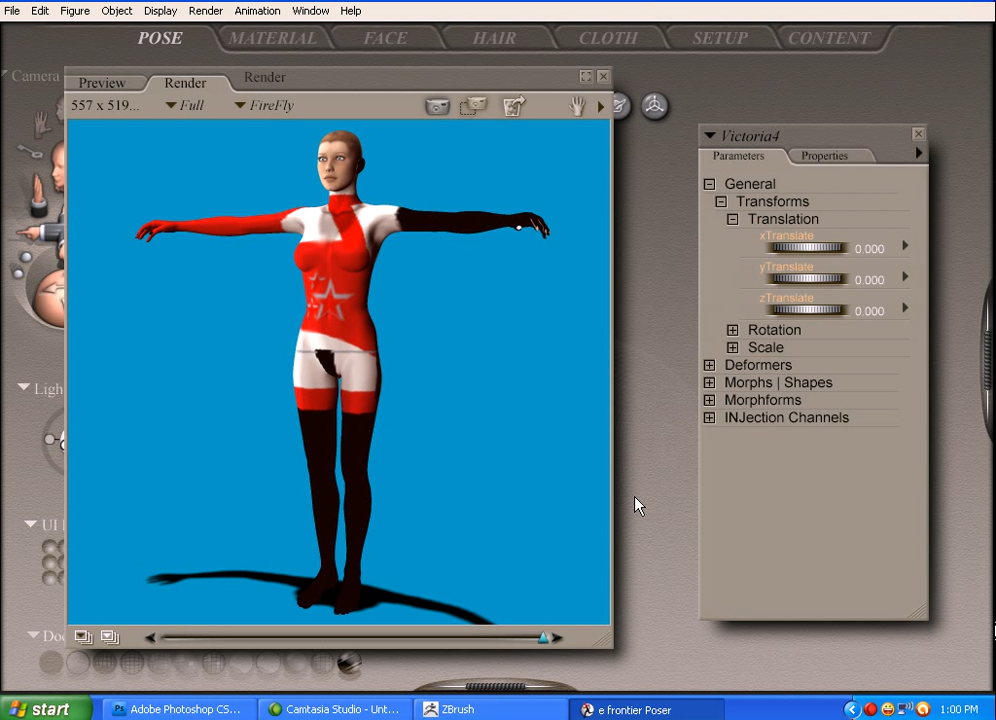 File Edit Figure Object Display Render Animation Window Help
POSE MATERIAL FACE HAIR CLOTH SETUP CONTENT
Camera
Preview Render Render
557 x 519... Full FireFly
Victoria4
Parameters Properties
General
Transforms
Translation
xTranslate
0.000
yTranslate
0.000
zTranslate
0.000
Rotation
Scale
Deformers
Morphs | Shapes
Morphforms
INJection Channels
Ligh
UI
Do
start Adobe Photoshop CS... Camtasia Studio - Unt... ZBrush e frontier Poser 1:00 PM